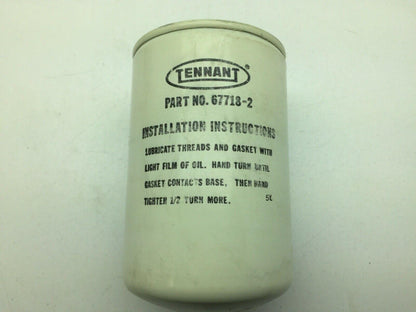 TENNANT®
PART NO. 67718-2
INSTALLATION INSTRUCTIONS
LUBRICATE THREADS AND GASKET WITH
LIGHT FILM OF OIL. HAND TURN UNTIL
GASKET CONTACTS BASE, THEN HAND
TIGHTEN 1/2 TURN MORE. 5L